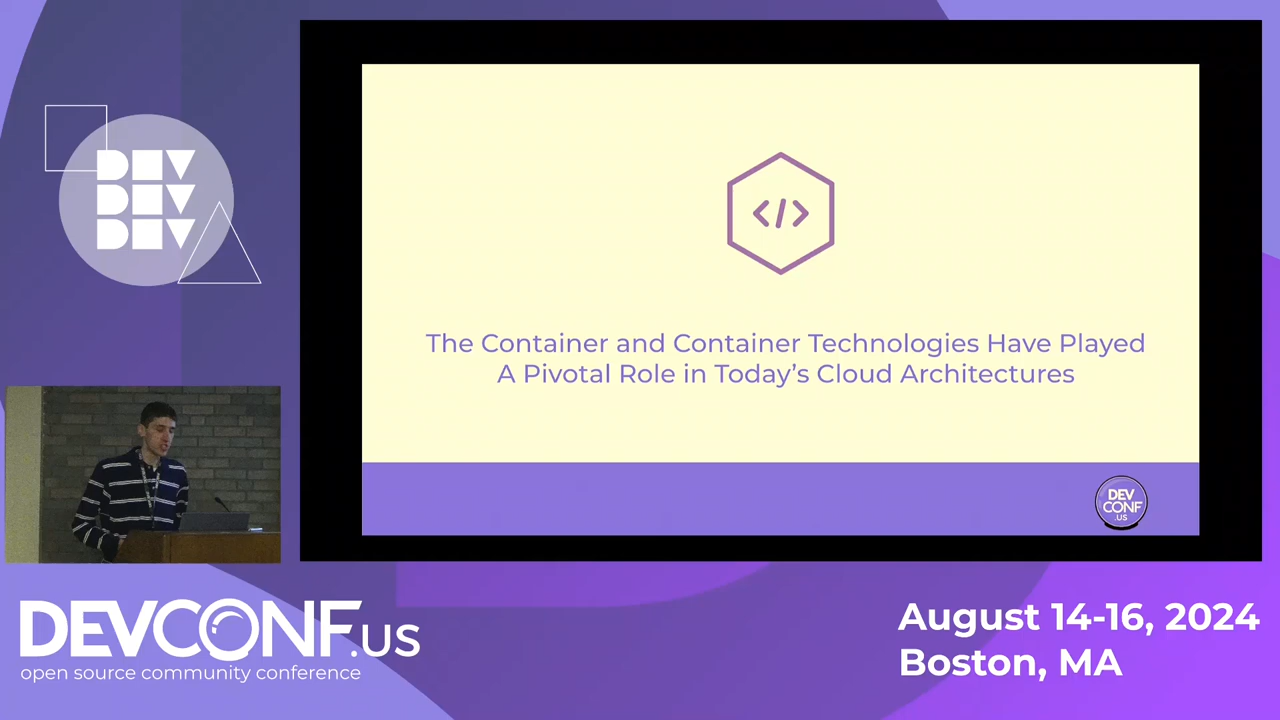 DEV
DEV
DEV
The Container and Container Technologies Have Played
A Pivotal Role in Today’s Cloud Architectures
DEV
CONF
.US
DEVCONF.US
open source community conference
August 14-16, 2024
Boston, MA